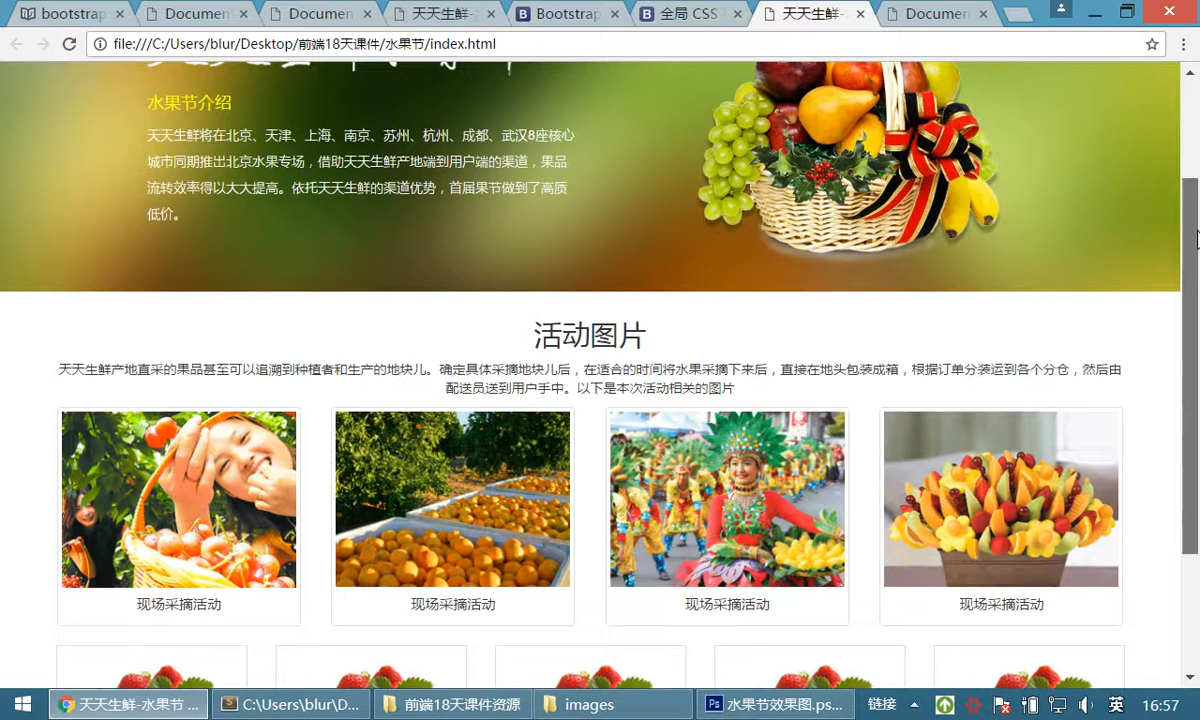 bootstrap
Documen
Documen
天天生鲜-
Bootstrap
全局 CSS
天天生鲜-
Documen
file:///C:/Users/blur/Desktop/前端18天课件/水果节/index.html
水果节介绍
天天生鲜将在北京、天津、上海、南京、苏州、杭州、成都、武汉8座核心
城市同期推出北京水果专场，借助天天生鲜产地端到用户端的渠道，果品
流转效率得以大大提高。依托天天生鲜的渠道优势，首届果节做到了高质
低价。
活动图片
天天生鲜产地直采的果品甚至可以追溯到种植者和生产的地块儿。确定具体采摘地块儿后，在适合的时间将水果采摘下来后，直接在地头包装成箱，根据订单分装运到各个分仓，然后由
配送员送到用户手中。以下是本次活动相关的图片
现场采摘活动
现场采摘活动
现场采摘活动
现场采摘活动
天天生鲜-水果节 ...
C:\Users\blur\D...
前端18天课件资源
images
水果节效果图.ps...
链接
英
16:57